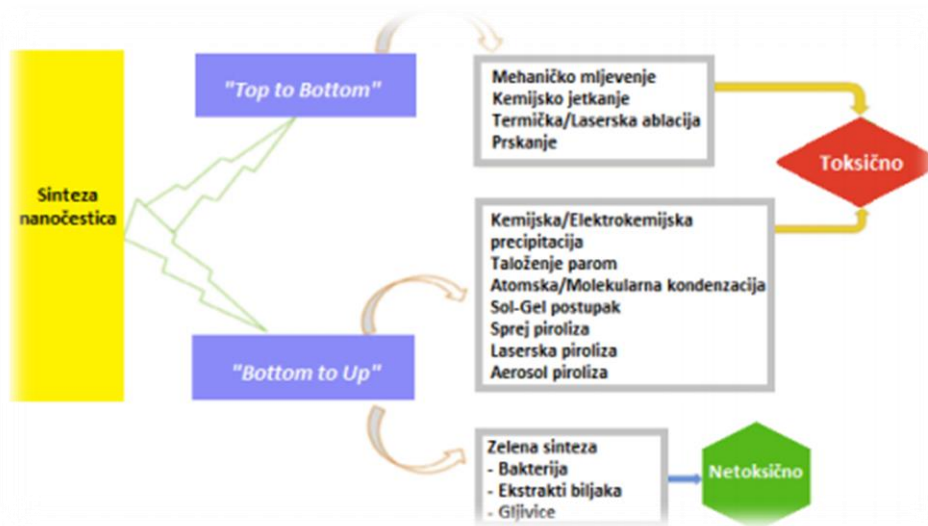 Sinteza
nanočestica
"Top to Bottom"
Mehaničko mljevenje
Kemijsko jetkanje
Termička/Laserska ablacija
Prskanje
Toksično
"Bottom to Up"
Kemijska/Elektrokemijska
precipitacija
Taloženje parom
Atomska/Molekularna kondenzacija
Sol-Gel postupak
Sprej piroliza
Laserska piroliza
Aerosol piroliza
Zelena sinteza
- Bakterija
- Ekstrakti biljaka
- Gljivice
Netoksično